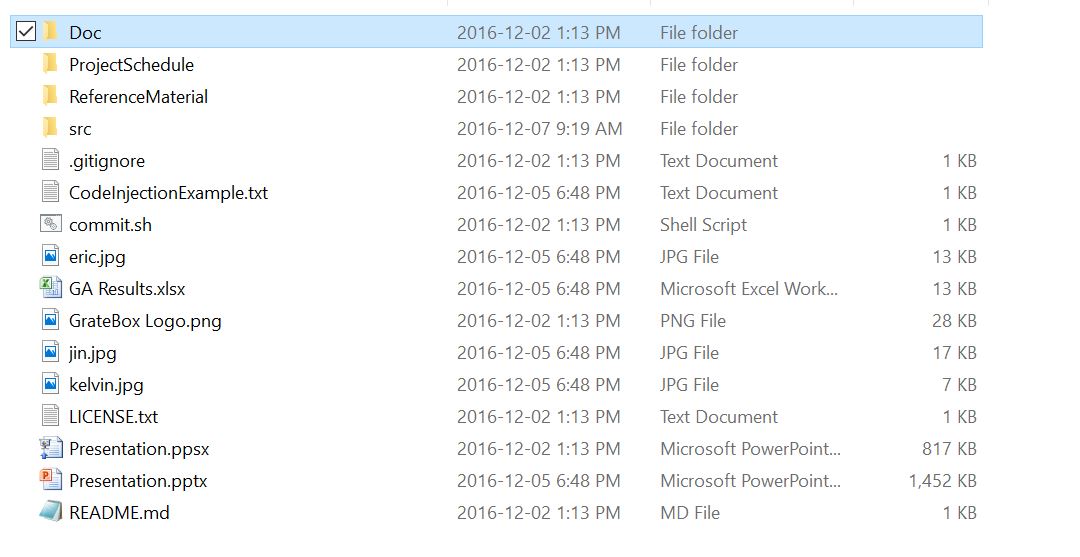 Doc 2016-12-02 1:13 PM File folder
ProjectSchedule 2016-12-02 1:13 PM File folder
ReferenceMaterial 2016-12-02 1:13 PM File folder
src 2016-12-07 9:19 AM File folder
.gitignore 2016-12-02 1:13 PM Text Document 1 KB
CodeInjectionExample.txt 2016-12-05 6:48 PM Text Document 1 KB
commit.sh 2016-12-02 1:13 PM Shell Script 1 KB
eric.jpg 2016-12-05 6:48 PM JPG File 13 KB
GA Results.xlsx 2016-12-05 6:48 PM Microsoft Excel Work... 13 KB
GrateBox Logo.png 2016-12-02 1:13 PM PNG File 28 KB
jin.jpg 2016-12-05 6:48 PM JPG File 17 KB
kelvin.jpg 2016-12-05 6:48 PM JPG File 7 KB
LICENSE.txt 2016-12-02 1:13 PM Text Document 1 KB
Presentation.ppsx 2016-12-02 1:13 PM Microsoft PowerPoint... 817 KB
Presentation.pptx 2016-12-05 6:48 PM Microsoft PowerPoint... 1,452 KB
README.md 2016-12-02 1:13 PM MD File 1 KB